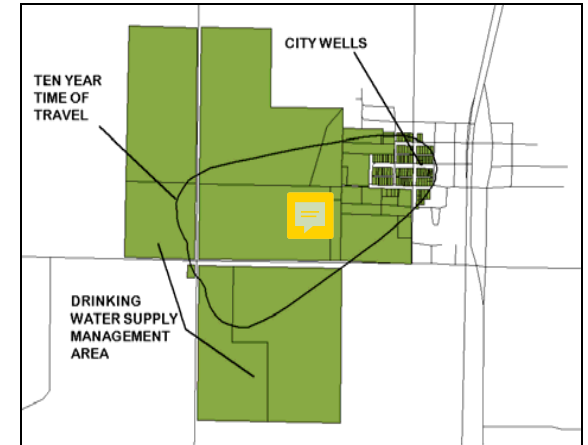 CITY WELLS
TEN YEAR
TIME OF
TRAVEL
DRINKING
WATER SUPPLY
MANAGEMENT
AREA